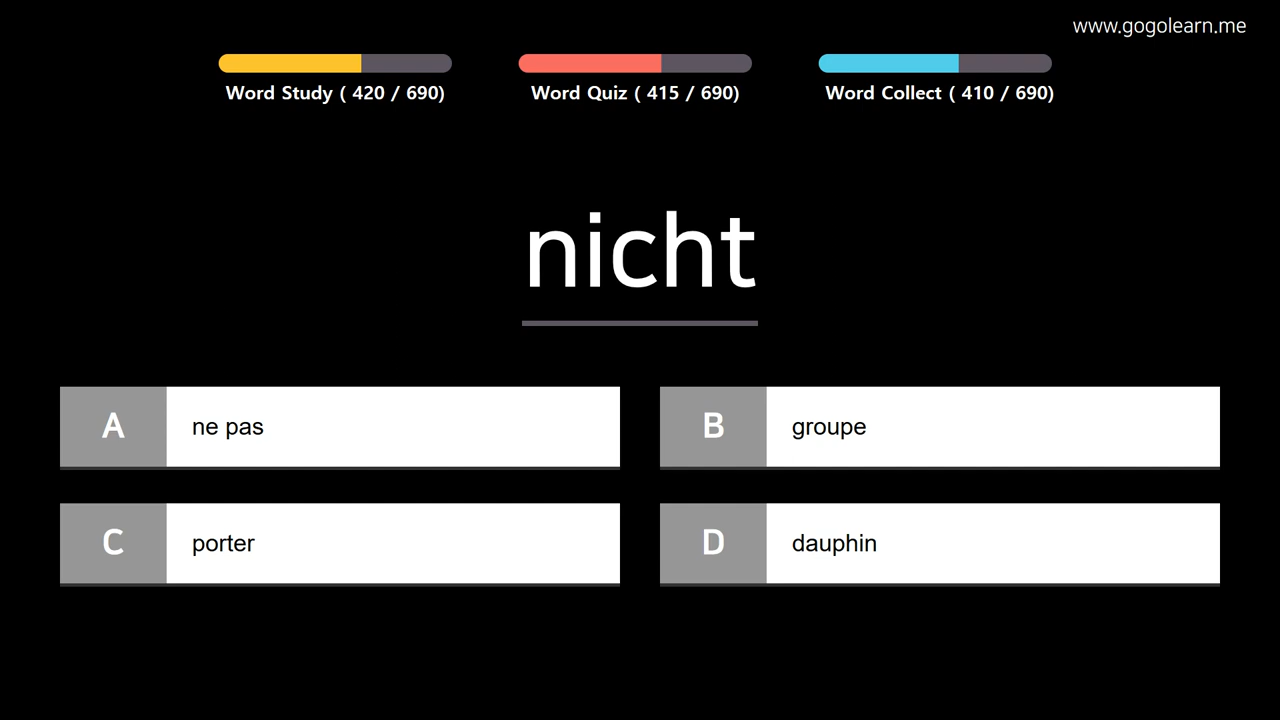 www.gogolearn.me
Word Study ( 420 / 690)
Word Quiz ( 415 / 690)
Word Collect ( 410 / 690)
nicht
A
ne pas
B
groupe
C
porter
D
dauphin